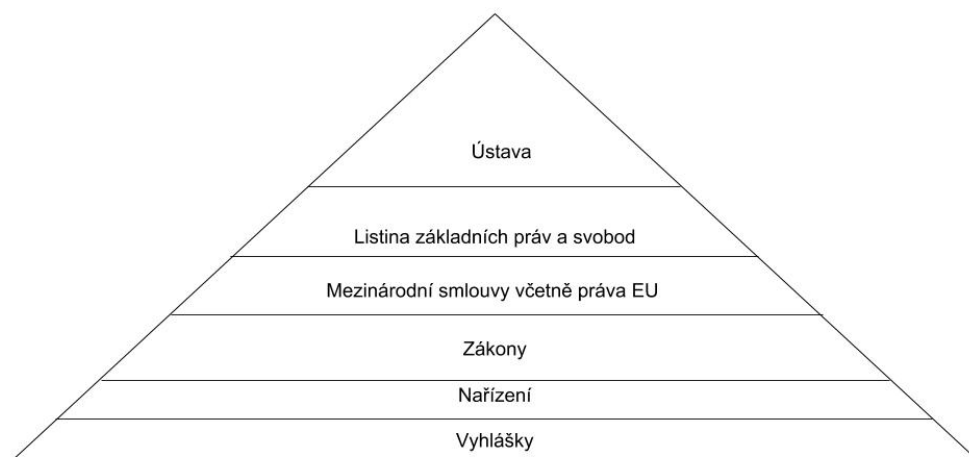 Ústava
Listina základních práv a svobod
Mezinárodní smlouvy včetně práva EU
Zákony
Nařízení
Vyhlášky